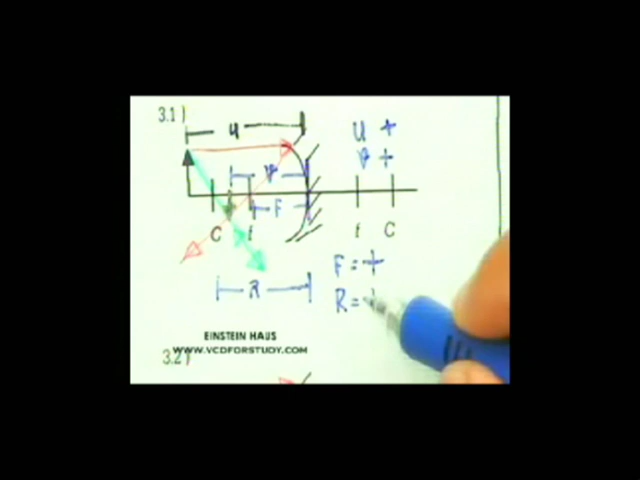 3.1)
u
U +
V
V +
F
C f f C
R
F = +
R = +
EINSTEIN HAUS
WWW.VCDFORSTUDY.COM
3.2)